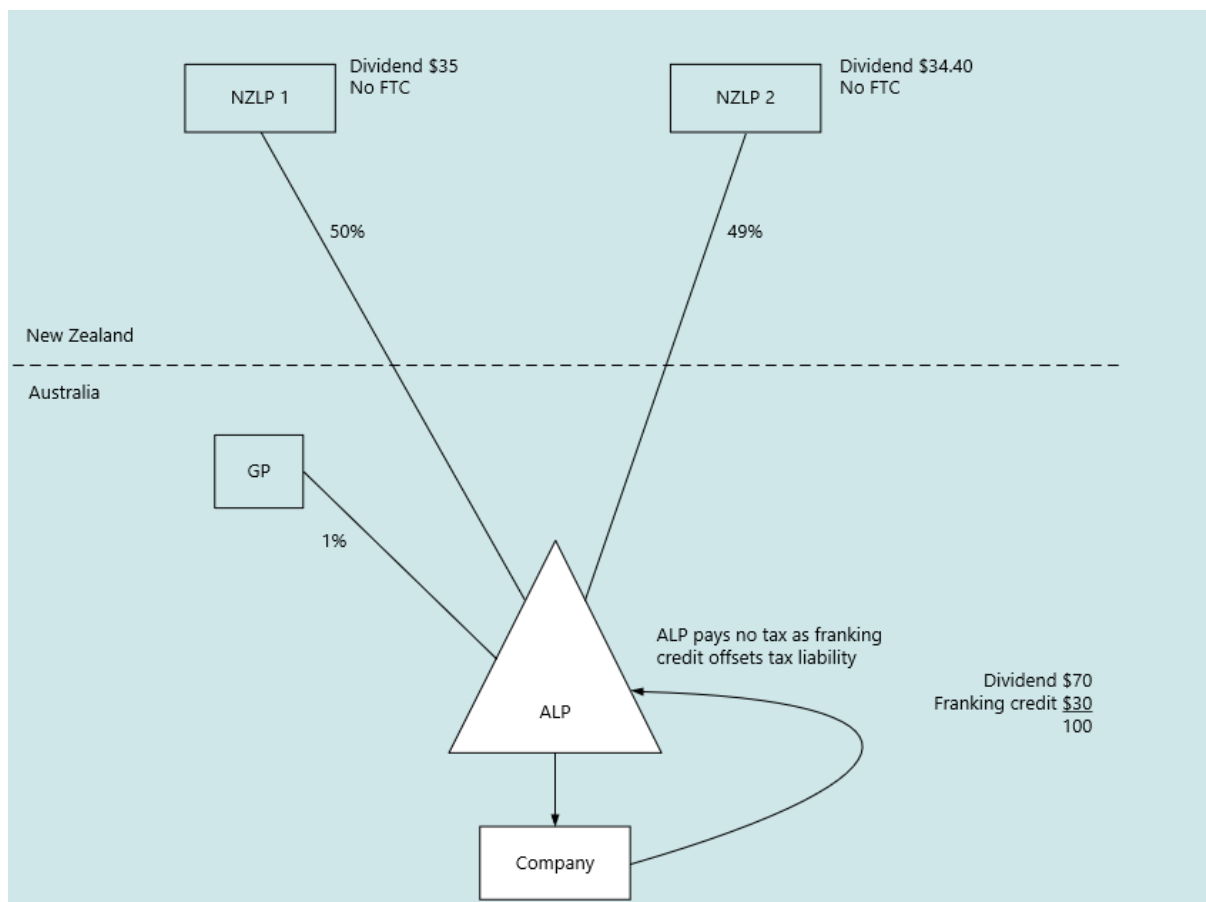 Dividend $35
No FTC
NZLP 1
Dividend $34.40
No FTC
NZLP 2
50%
49%
New Zealand
Australia
GP
1%
ALP pays no tax as franking
credit offsets tax liability
Dividend $70
Franking credit $30
100
ALP
Company